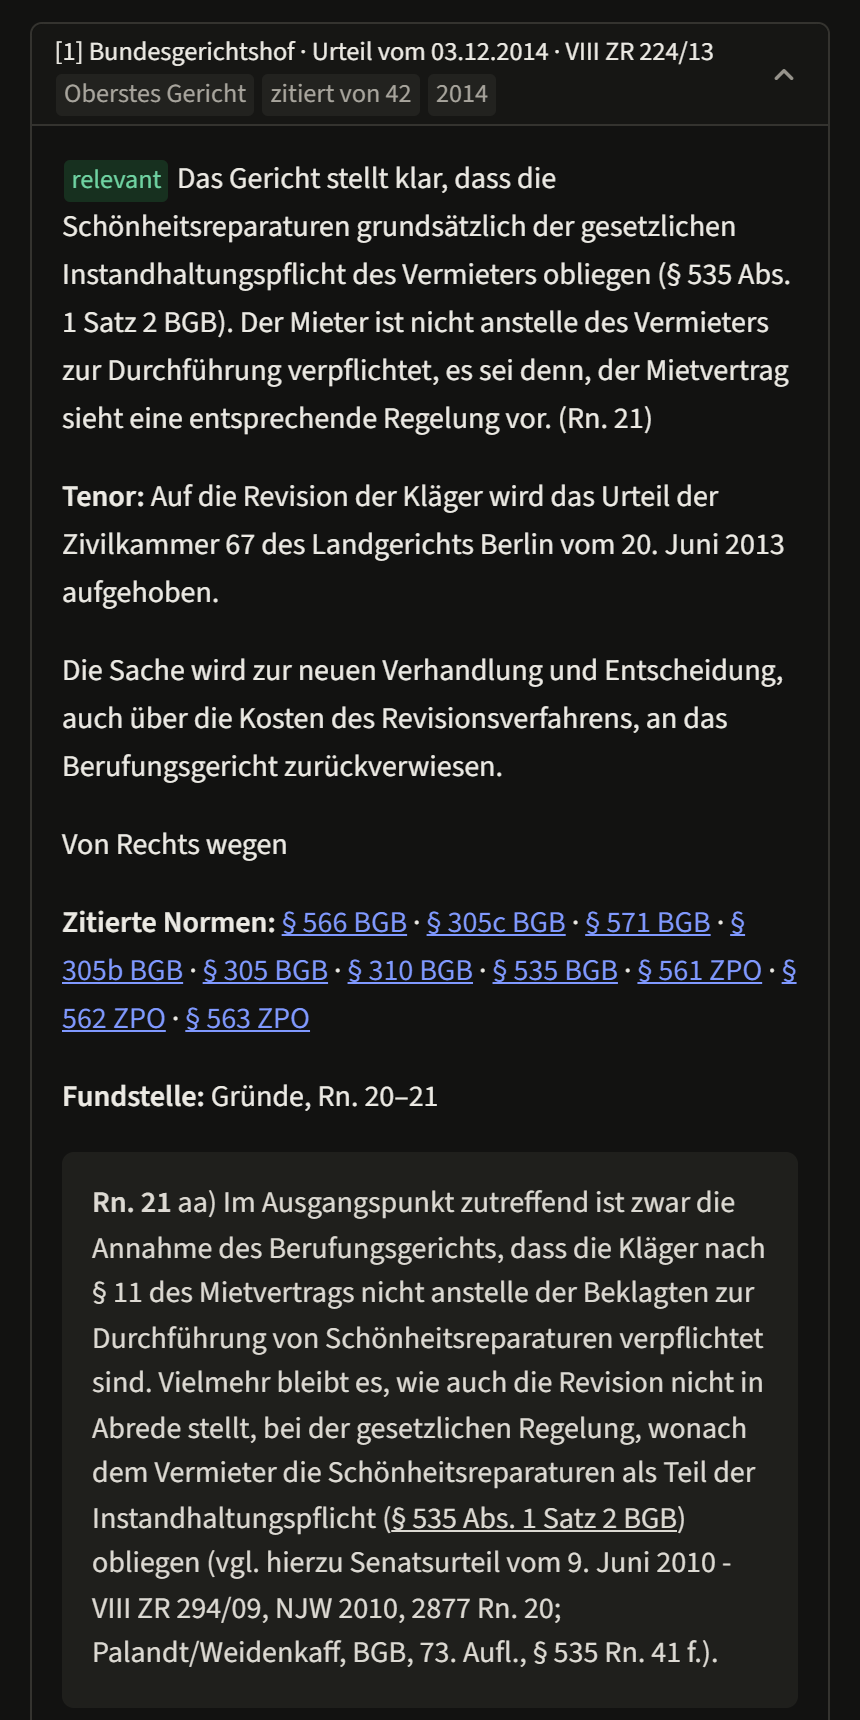 [1] Bundesgerichtshof · Urteil vom 03.12.2014 · VIII ZR 224/13
Oberstes Gericht zitiert von 42 2014
relevant Das Gericht stellt klar, dass die
Schönheitsreparaturen grundsätzlich der gesetzlichen
Instandhaltungspflicht des Vermieters obliegen (§ 535 Abs.
1 Satz 2 BGB). Der Mieter ist nicht anstelle des Vermieters
zur Durchführung verpflichtet, es sei denn, der Mietvertrag
sieht eine entsprechende Regelung vor. (Rn. 21)
Tenor: Auf die Revision der Kläger wird das Urteil der
Zivilkammer 67 des Landgerichts Berlin vom 20. Juni 2013
aufgehoben.
Die Sache wird zur neuen Verhandlung und Entscheidung,
auch über die Kosten des Revisionsverfahrens, an das
Berufungsgericht zurückverwiesen.
Von Rechts wegen
Zitierte Normen: § 566 BGB · § 305c BGB · § 571 BGB · §
305b BGB · § 305 BGB · § 310 BGB · § 535 BGB · § 561 ZPO · §
562 ZPO · § 563 ZPO
Fundstelle: Gründe, Rn. 20–21
Rn. 21 aa) Im Ausgangspunkt zutreffend ist zwar die
Annahme des Berufungsgerichts, dass die Kläger nach
§ 11 des Mietvertrags nicht anstelle der Beklagten zur
Durchführung von Schönheitsreparaturen verpflichtet
sind. Vielmehr bleibt es, wie auch die Revision nicht in
Abrede stellt, bei der gesetzlichen Regelung, wonach
dem Vermieter die Schönheitsreparaturen als Teil der
Instandhaltungspflicht (§ 535 Abs. 1 Satz 2 BGB)
obliegen (vgl. hierzu Senatsurteil vom 9. Juni 2010 -
VIII ZR 294/09, NJW 2010, 2877 Rn. 20;
Palandt/Weidenkaff, BGB, 73. Aufl., § 535 Rn. 41 f.).